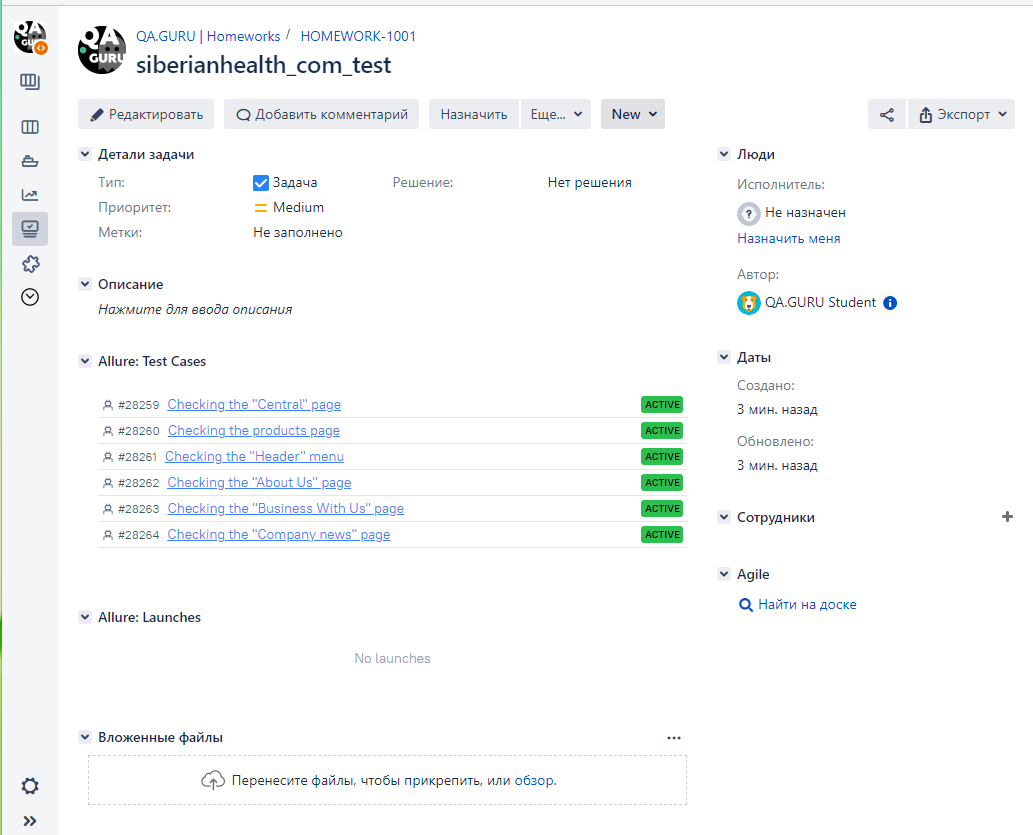 QA GURU
QA.GURU | Homeworks / HOMEWORK-1001
siberianhealth_com_test
Редактировать Добавить комментарий Назначить Еще... New Экспорт
Детали задачи
Тип: Задача Решение: Нет решения
Приоритет: Medium
Метки: Не заполнено
Описание
Нажмите для ввода описания
Allure: Test Cases
#28259 Checking the "Central" page ACTIVE
#28260 Checking the products page ACTIVE
#28261 Checking the "Header" menu ACTIVE
#28262 Checking the "About Us" page ACTIVE
#28263 Checking the "Business With Us" page ACTIVE
#28264 Checking the "Company news" page ACTIVE
Allure: Launches
No launches
Вложенные файлы
Перенесите файлы, чтобы прикрепить, или обзор.
Люди
Исполнитель:
Не назначен
Назначить меня
Автор:
QA.GURU Student
Даты
Создано:
3 мин. назад
Обновлено:
3 мин. назад
Сотрудники
Agile
Найти на доске